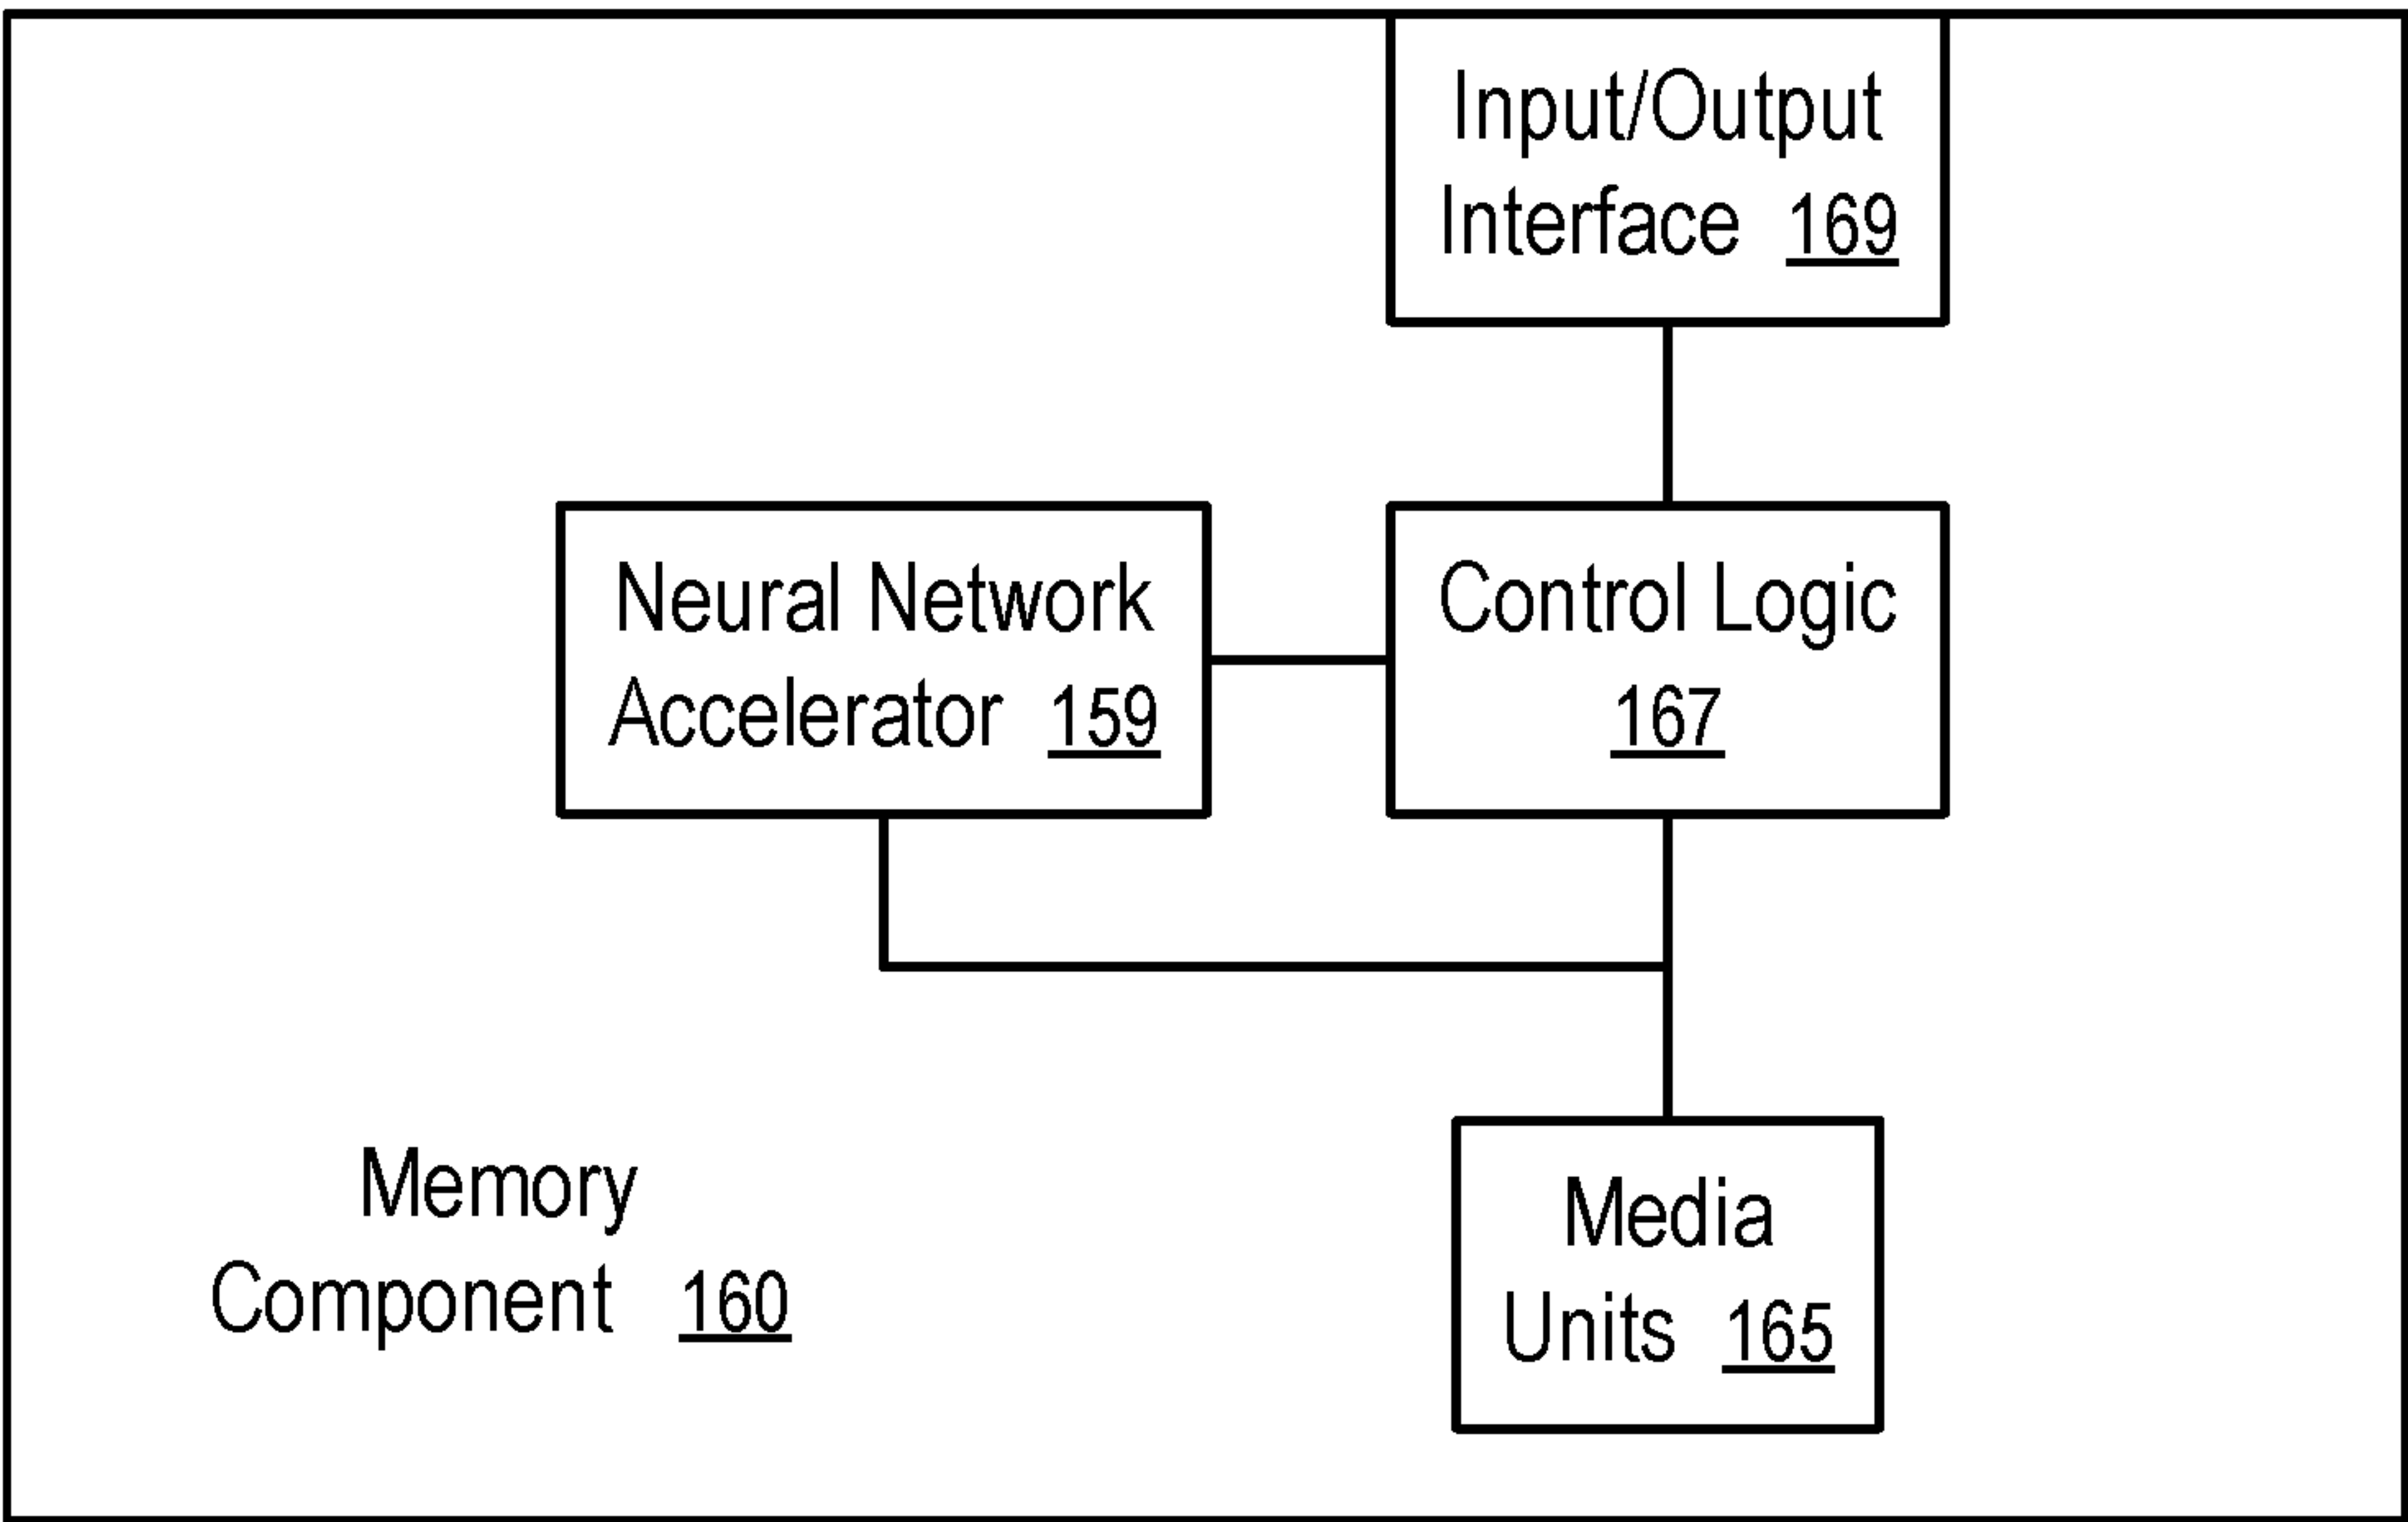 Input/Output
Interface 169
Neural Network
Accelerator 159
Control Logic
167
Memory
Component 160
Media
Units 165